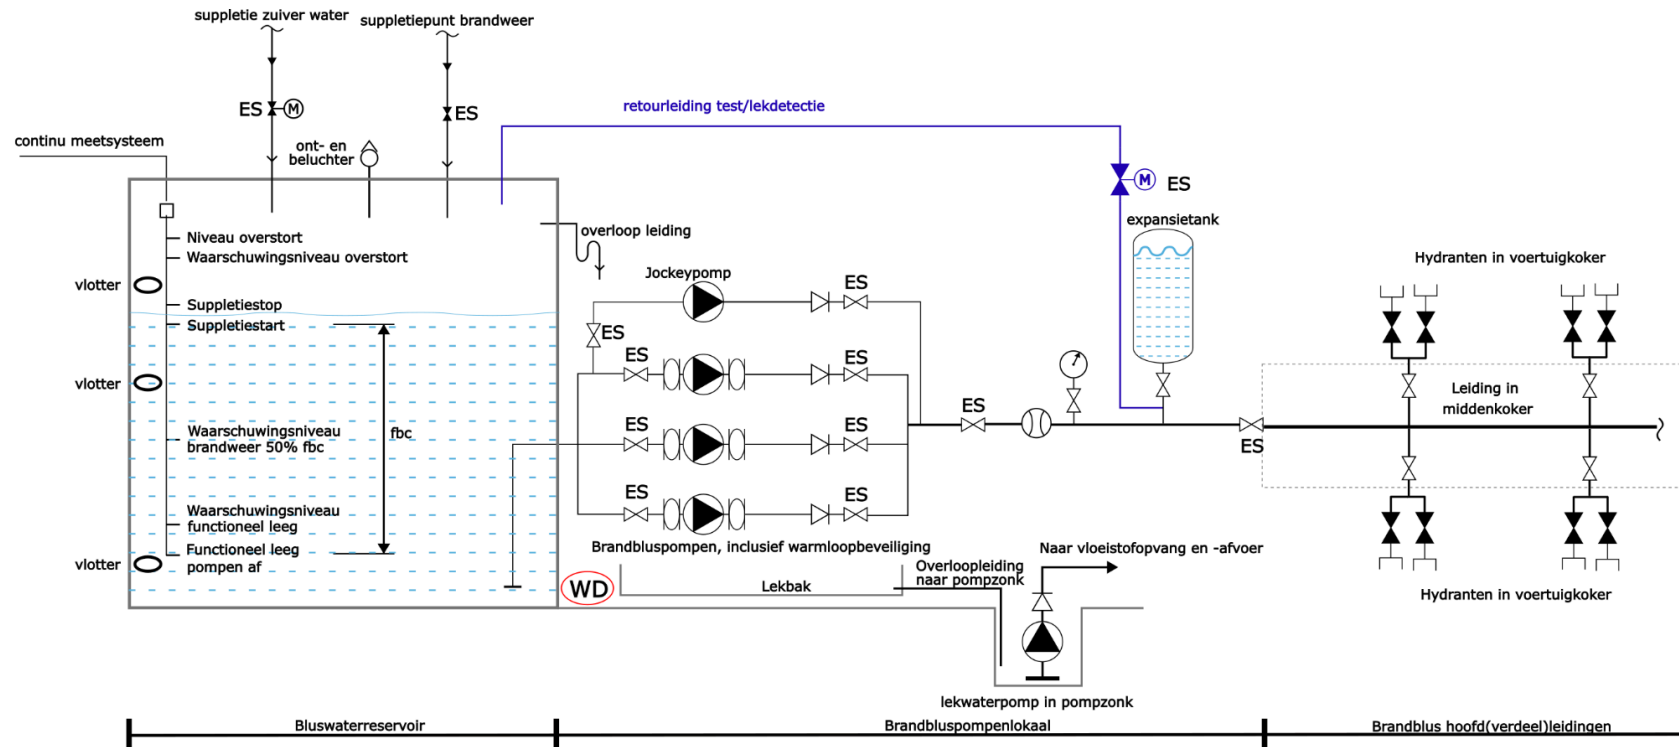 suppletie zuiver water
suppletiepunt brandweer
ES
M
ES
retourleiding test/lekdetectie
continu meetsysteem
ont- en
beluchter
M
ES
expansietank
Niveau overstort
Waarschuwingsniveau overstort
overloop leiding
vlotter
Suppletiestop
Suppletiestart
Jockeypomp
ES
ES
Hydranten in voertuigkoker
vlotter
ES
ES
Leiding in
middenkoker
Waarschuwingsniveau
brandweer 50% fbc
fbc
ES
ES
ES
ES
ES
ES
Waarschuwingsniveau
functioneel leeg
Functioneel leeg
pompen af
vlotter
Brandbluspompen, inclusief warmloopbeveiliging
WD
Lekbak
Overloopleiding
naar pompzonk
Naar vloeistofopvang en -afvoer
Hydranten in voertuigkoker
lekwaterpomp in pompzonk
Bluswaterreservoir
Brandbluspompenlokaal
Brandblus hoofd(verdeel)leidingen